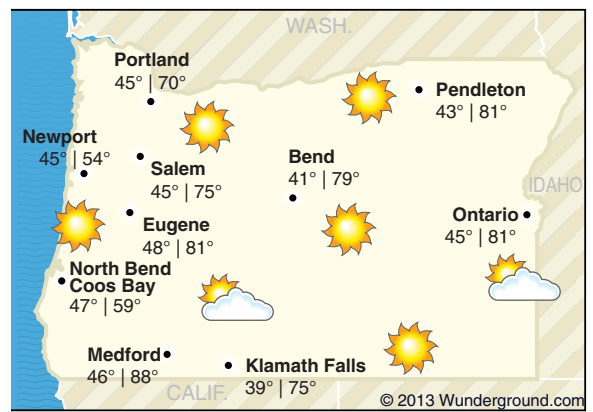 WASH.
Portland
45° | 70°
Pendleton
43° | 81°
Newport
45° | 54°
Salem
45° | 75°
Bend
41° | 79°
IDAHO
Eugene
48° | 81°
Ontario
45° | 81°
North Bend
Coos Bay
47° | 59°
Medford
46° | 88°
Klamath Falls
39° | 75°
CALIF.
© 2013 Wunderground.com